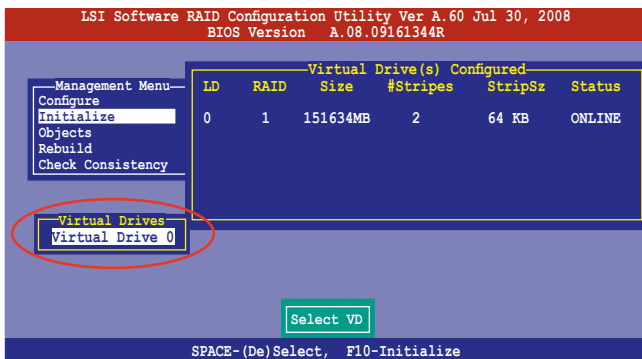 LSI Software RAID Configuration Utility Ver A.60 Jul 30, 2008
BIOS Version A.08.09161344R
Virtual Drive(s) Configured
LD RAID Size #Stripes StripSz Status
0 1 151634MB 2 64 KB ONLINE
Management Menu
Configure
Initialize
Objects
Rebuild
Check Consistency
Virtual Drives
Virtual Drive 0
Select VD
SPACE-(De)Select, F10-Initialize